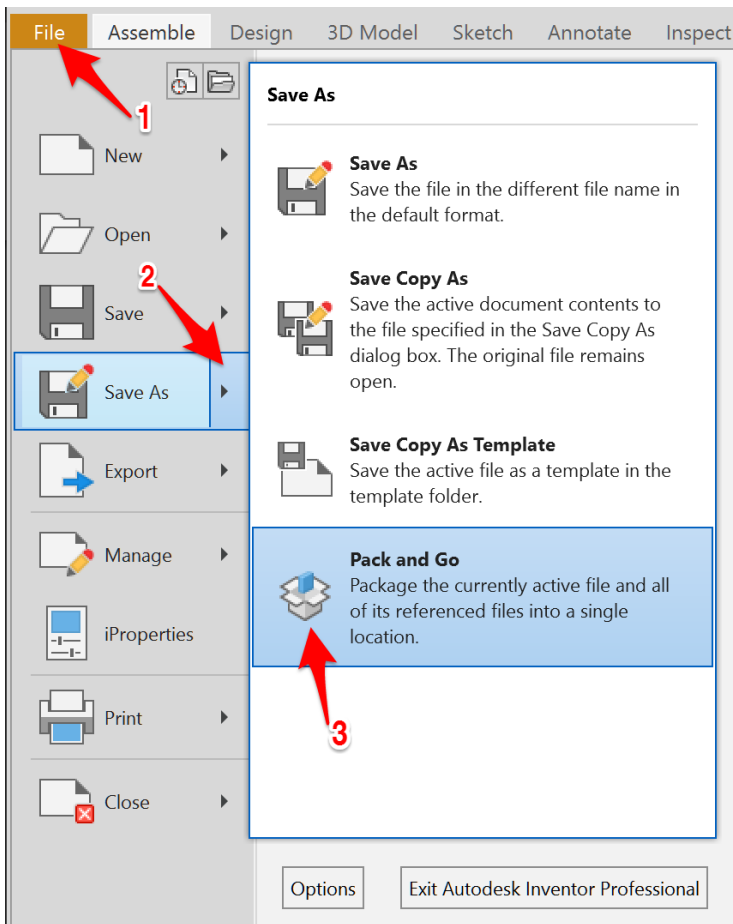 File Assemble Design 3D Model Sketch Annotate Inspect
1
Save As
New
Save As
Save the file in the different file name in
the default format.
Open
2
Save Copy As
Save the active document contents to
the file specified in the Save Copy As
dialog box. The original file remains
open.
Save
Save As
Save Copy As Template
Save the active file as a template in the
template folder.
Export
Manage
Pack and Go
Package the currently active file and all
of its referenced files into a single
location.
iProperties
3
Print
Close
Options Exit Autodesk Inventor Professional